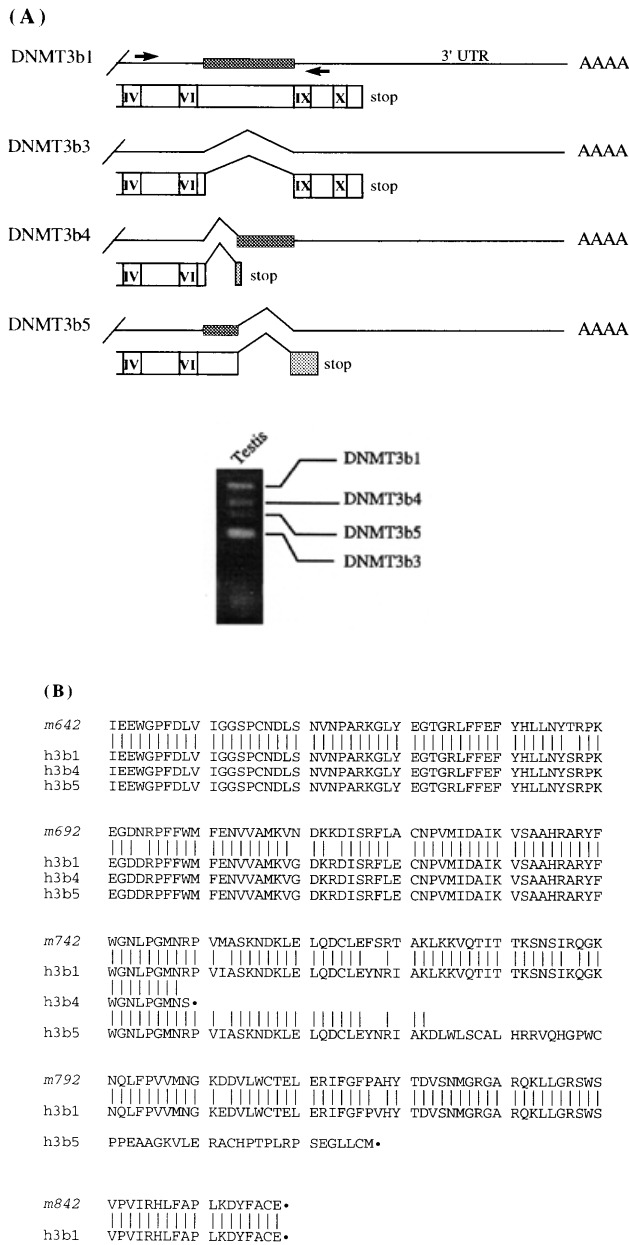 (A)
DNMT3b1 3' UTR AAAA
IV VI IX X stop
DNMT3b3 AAAA
IV VI IX X stop
DNMT3b4 AAAA
IV VI stop
DNMT3b5 AAAA
IV VI stop
Testis
DNMT3b1
DNMT3b4
DNMT3b5
DNMT3b3
(B)
m642 IEEWGPFDLV IGGSPCNDLS NVNPARKGLY EGTGRLFFEF YHLLNYTRPK
h3b1 IEEWGPFDLV IGGSPCNDLS NVNPARKGLY EGTGRLFFEF YHLLNYSRPK
h3b4 IEEWGPFDLV IGGSPCNDLS NVNPARKGLY EGTGRLFFEF YHLLNYSRPK
h3b5 IEEWGPFDLV IGGSPCNDLS NVNPARKGLY EGTGRLFFEF YHLLNYSRPK
m692 EGDNRPFFWM FENVVAMKVN DKKDISRFLA CNPVMIDAIK VSAAHRARYF
h3b1 EGDDRPFFWM FENVVAMKVG DKRDISRFLE CNPVMIDAIK VSAAHRARYF
h3b4 EGDDRPFFWM FENVVAMKVG DKRDISRFLE CNPVMIDAIK VSAAHRARYF
h3b5 EGDDRPFFWM FENVVAMKVG DKRDISRFLE CNPVMIDAIK VSAAHRARYF
m742 WGNLPGMNRP VMASKNDKLE LQDCLEFSRT AKLKKVQTIT TKSNSIRQGK
h3b1 WGNLPGMNRP VIASKNDKLE LQDCLEYNRI AKLKKVQTIT TKSNSIKQGK
h3b4 WGNLPGMNS•
h3b5 WGNLPGMNRP VIASKNDKLE LQDCLEYNRI AKDLWLSCAL HRRVQHGPWC
m792 NQLFPVVMNG KDDVLWCTEL ERIFGFPAHY TDVSNMGRGA RQKLLGRSWS
h3b1 NQLFPVVMNG KEDVLWCTEL ERIFGFPVHY TDVSNMGRGA RQKLLGRSWS
h3b5 PPEAAGKVLE RACHPTPLRP SEGLLCM•
m842 VPVIRHLFAP LKDYFACE•
h3b1 VPVIRHLFAP LKDYFACE•